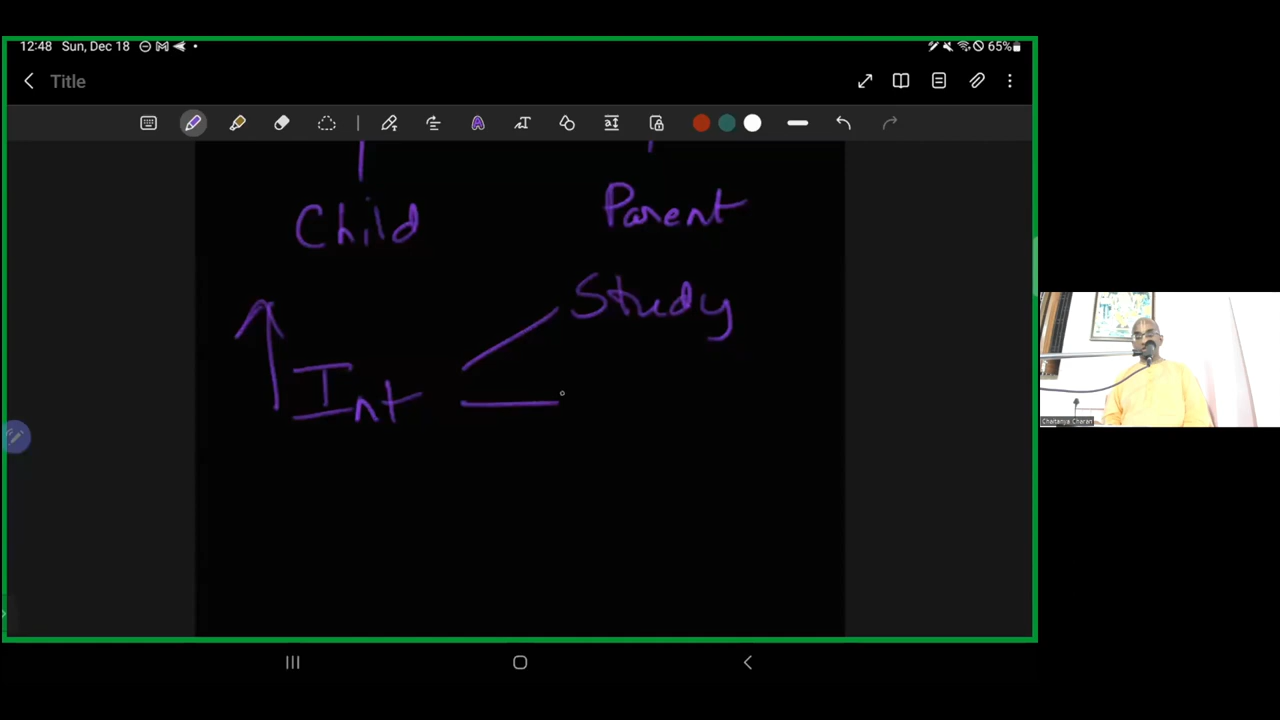 12:48 Sun, Dec 18 65%
Title
Child Parent
Study
Int
Chaitanya Charan